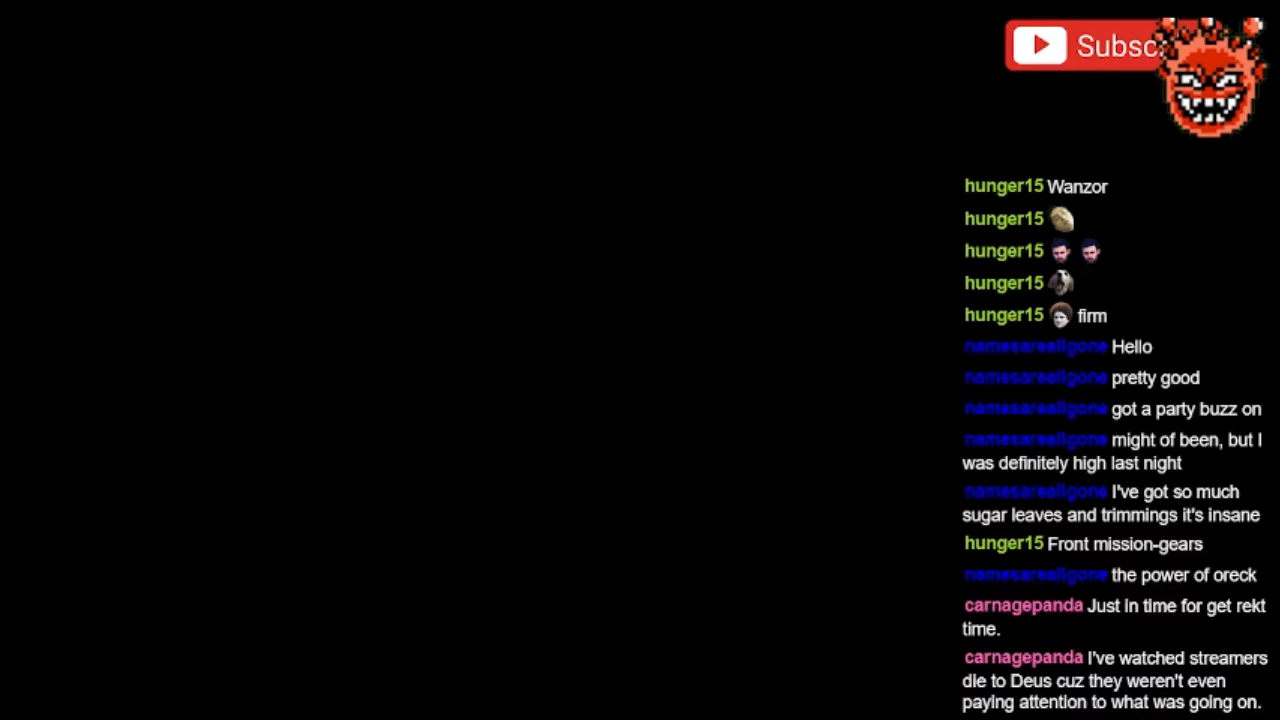 Subsc
hunger15 Wanzor
hunger15
hunger15
hunger15
hunger15 firm
namesareallgone Hello
namesareallgone pretty good
namesareallgone got a party buzz on
namesareallgone might of been, but I
was definitely high last night
namesareallgone I've got so much
sugar leaves and trimmings it's insane
hunger15 Front mission-gears
namesareallgone the power of oreck
carnagepanda Just in time for get rekt
time.
carnagepanda I've watched streamers
die to Deus cuz they weren't even
paying attention to what was going on.